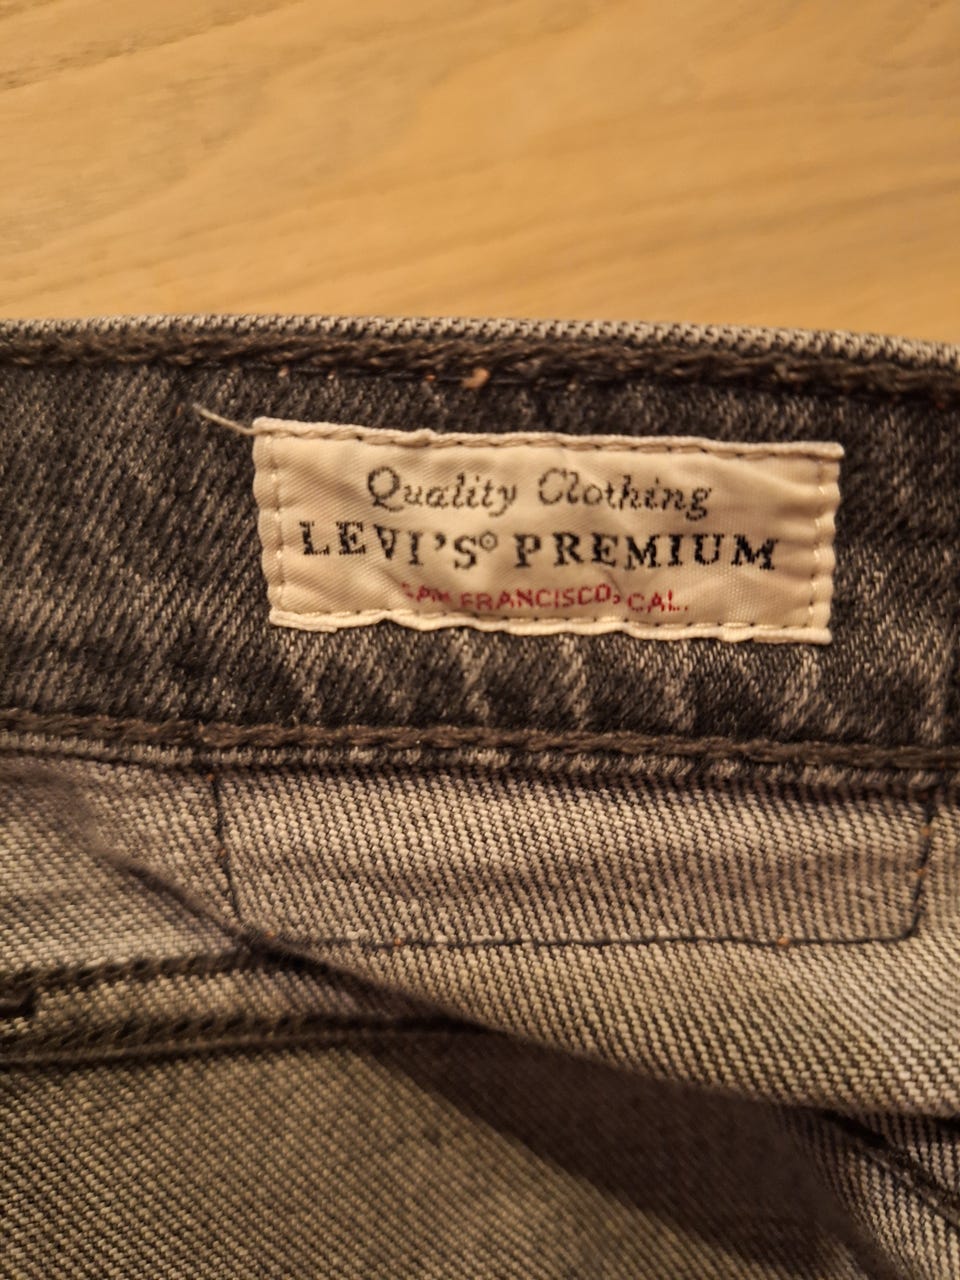 Quality Clothing
LEVI'S® PREMIUM
SAN FRANCISCO, CAL.